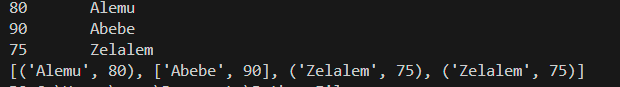 80 Alemu
90 Abebe
75 Zelalem
[('Alemu', 80), ['Abebe', 90], ('Zelalem', 75), ('Zelalem', 75)]